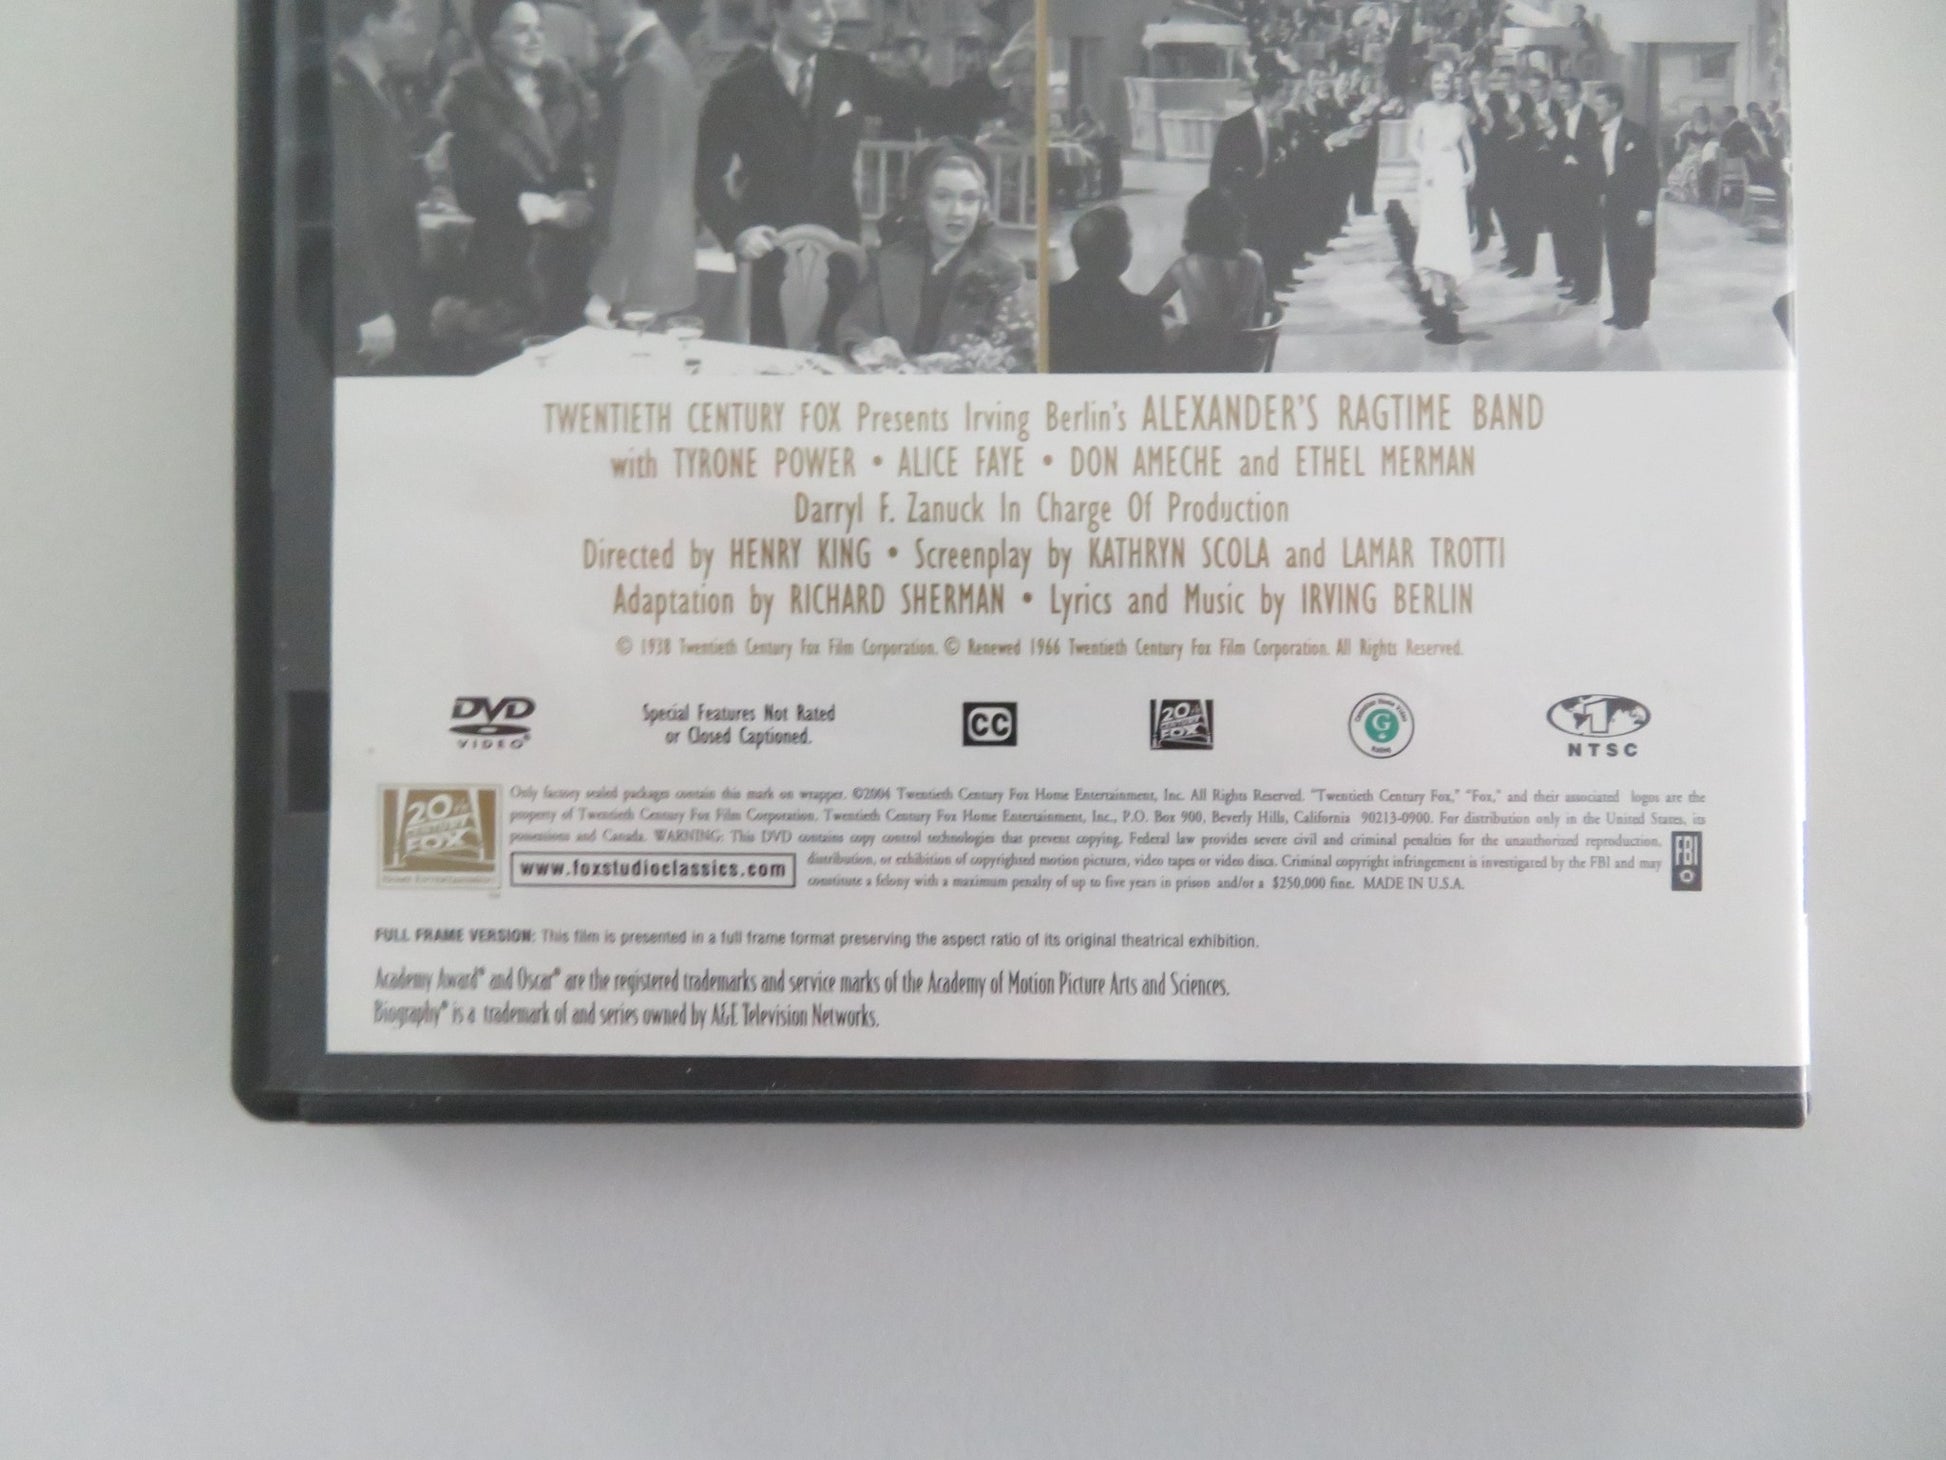 TWENTIETH CENTURY FOX Presents Irving Berlin's ALEXANDER'S RAGTIME BAND
with TYRONE POWER • ALICE FAYE • DON AMECHE and ETHEL MERMAN
Darryl F. Zanuck In Charge Of Production
Directed by HENRY KING • Screenplay by KATHRYN SCOLA and LAMAR TROTTI
Adaptation by RICHARD SHERMAN • Lyrics and Music by IRVING BERLIN
© 1938 Twentieth Century Fox Film Corporation. © Renewed 1966 Twentieth Century Fox Film Corporation. All Rights Reserved.
DVD
VIDEO
Special Features Not Rated
or Closed Captioned.
CC
20th
CENTURY
FOX
Canadian Home Video
G
Rated
1
NTSC
20th
CENTURY
FOX
HOME ENTERTAINMENT
Only factory sealed packages contain this mark on wrapper. ©2004 Twentieth Century Fox Home Entertainment, Inc. All Rights Reserved. "Twentieth Century Fox," "Fox," and their associated logos are the
property of Twentieth Century Fox Film Corporation. Twentieth Century Fox Home Entertainment, Inc., P.O. Box 900, Beverly Hills, California 90213-0900. For distribution only in the United States, its
possessions and Canada. WARNING: This DVD contains copy control technologies that prevent copying. Federal law provides severe civil and criminal penalties for the unauthorized reproduction,
distribution, or exhibition of copyrighted motion pictures, video tapes or video discs. Criminal copyright infringement is investigated by the FBI and may
constitute a felony with a maximum penalty of up to five years in prison and/or a $250,000 fine. MADE IN U.S.A.
www.foxstudioclassics.com
FBI
FULL FRAME VERSION: This film is presented in a full frame format preserving the aspect ratio of its original theatrical exhibition.
Academy Award® and Oscar® are the registered trademarks and service marks of the Academy of Motion Picture Arts and Sciences.
Biography® is a trademark of and series owned by A&E Television Networks.